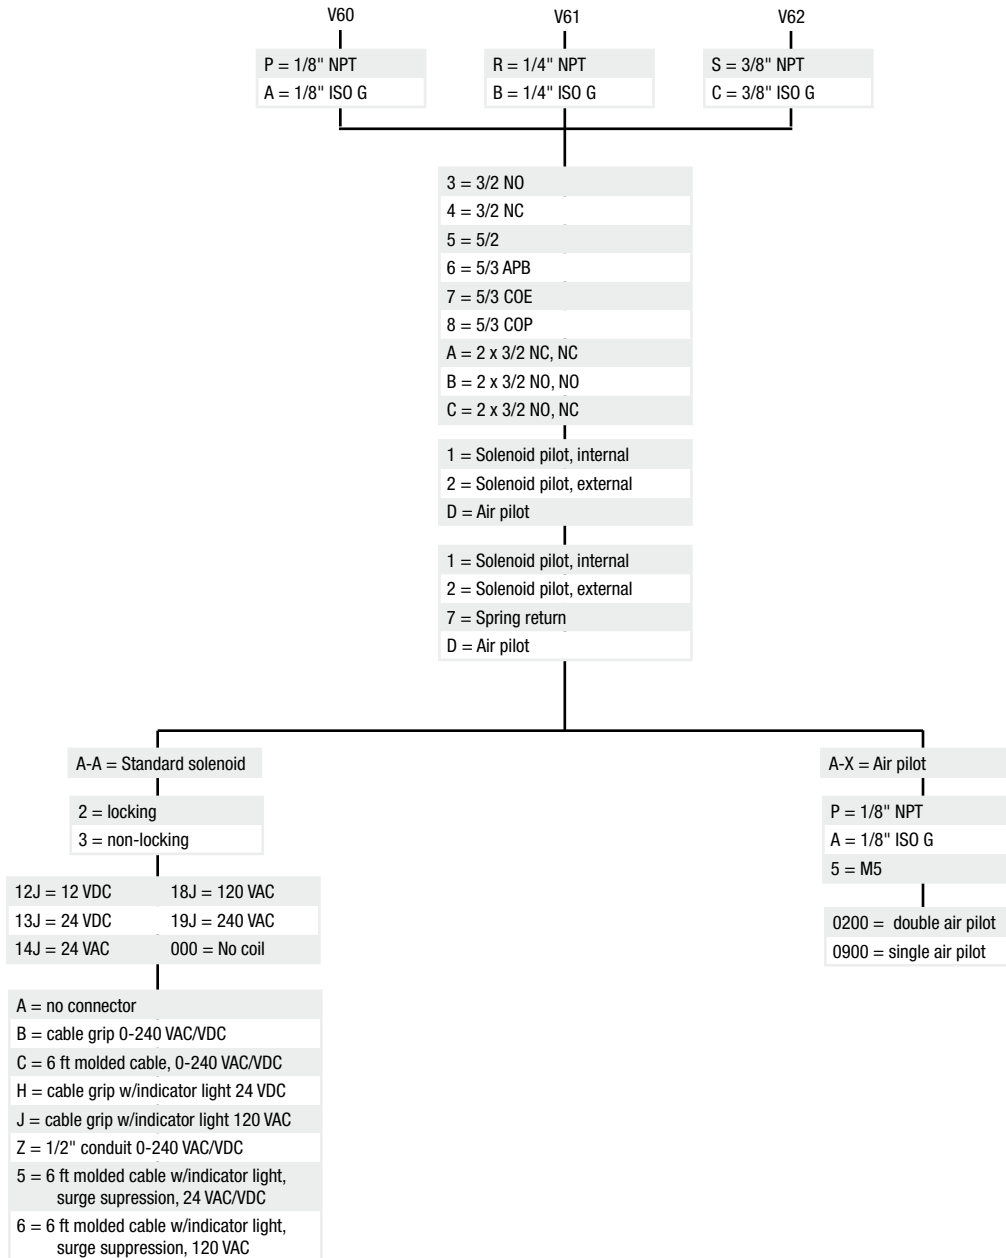 V60
V61
V62
P = 1/8" NPT
A = 1/8" ISO G
R = 1/4" NPT
B = 1/4" ISO G
S = 3/8" NPT
C = 3/8" ISO G
3 = 3/2 NO
4 = 3/2 NC
5 = 5/2
6 = 5/3 APB
7 = 5/3 COE
8 = 5/3 COP
A = 2 x 3/2 NC, NC
B = 2 x 3/2 NO, NO
C = 2 x 3/2 NO, NC
1 = Solenoid pilot, internal
2 = Solenoid pilot, external
D = Air pilot
1 = Solenoid pilot, internal
2 = Solenoid pilot, external
7 = Spring return
D = Air pilot
A-A = Standard solenoid
2 = locking
3 = non-locking
12J = 12 VDC 18J = 120 VAC
13J = 24 VDC 19J = 240 VAC
14J = 24 VAC 000 = No coil
A = no connector
B = cable grip 0-240 VAC/VDC
C = 6 ft molded cable, 0-240 VAC/VDC
H = cable grip w/indicator light 24 VDC
J = cable grip w/indicator light 120 VAC
Z = 1/2" conduit 0-240 VAC/VDC
5 = 6 ft molded cable w/indicator light,
surge supression, 24 VAC/VDC
6 = 6 ft molded cable w/indicator light,
surge suppression, 120 VAC
A-X = Air pilot
P = 1/8" NPT
A = 1/8" ISO G
5 = M5
0200 = double air pilot
0900 = single air pilot